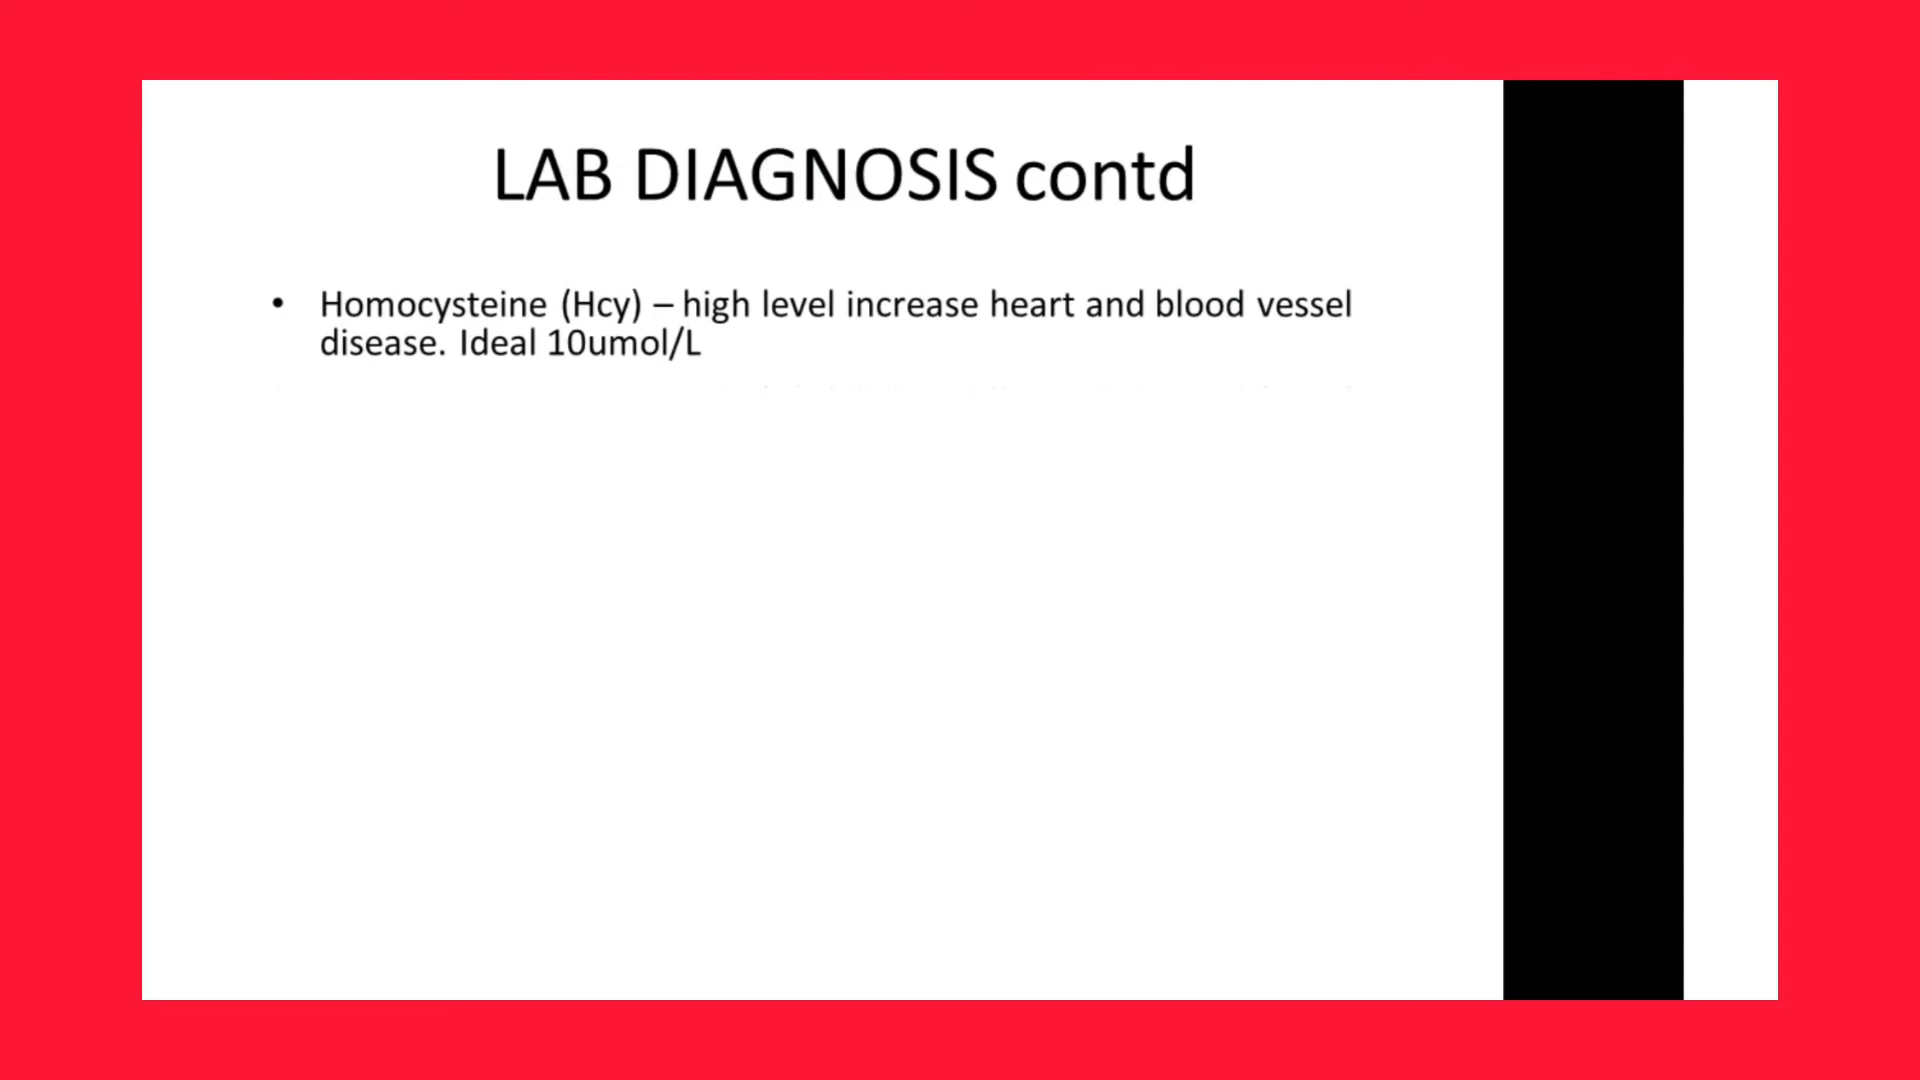 LAB DIAGNOSIS contd
• Homocysteine (Hcy) – high level increase heart and blood vessel
disease. Ideal 10umol/L